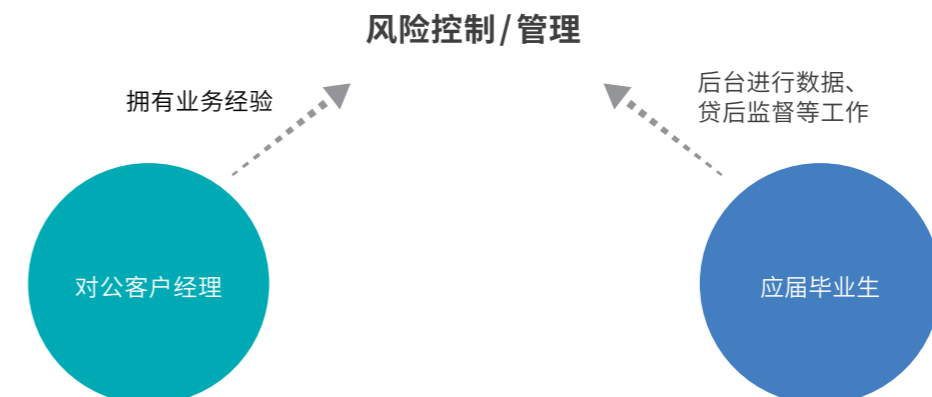 风险控制/管理
拥有业务经验
后台进行数据、
贷后监督等工作
对公客户经理
应届毕业生